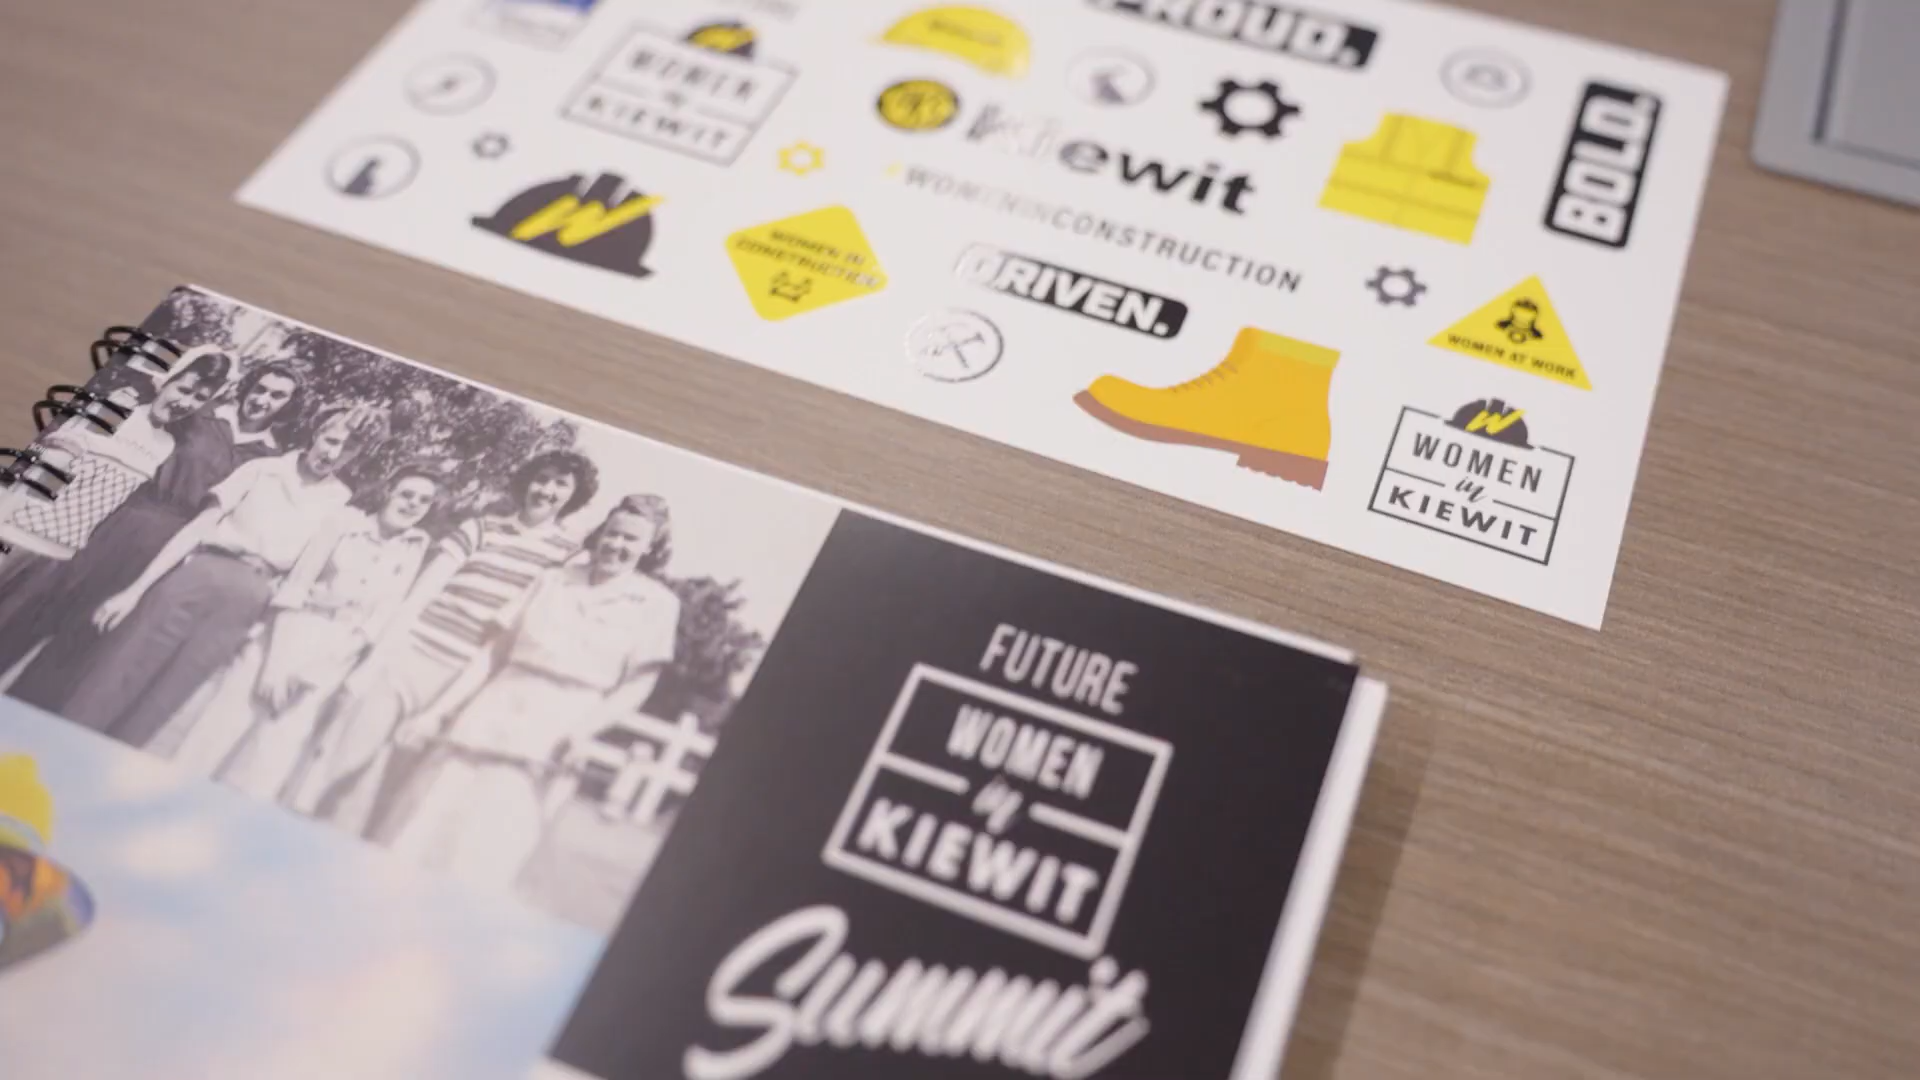 PROUD.
WOMEN
in
KIEWIT
Kiewit
BOLD.
#WOMENINCONSTRUCTION
WOMEN IN
CONSTRUCTION
DRIVEN.
WOMEN AT WORK
WOMEN
in
KIEWIT
FUTURE
WOMEN
in
KIEWIT
Summit